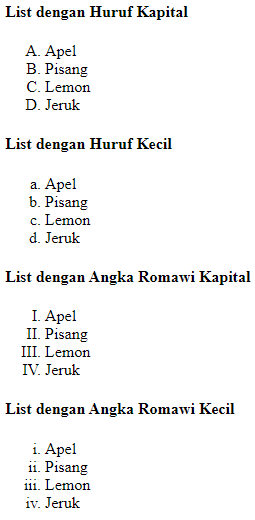 List dengan Huruf Kapital
A. Apel
B. Pisang
C. Lemon
D. Jeruk
List dengan Huruf Kecil
a. Apel
b. Pisang
c. Lemon
d. Jeruk
List dengan Angka Romawi Kapital
I. Apel
II. Pisang
III. Lemon
IV. Jeruk
List dengan Angka Romawi Kecil
i. Apel
ii. Pisang
iii. Lemon
iv. Jeruk